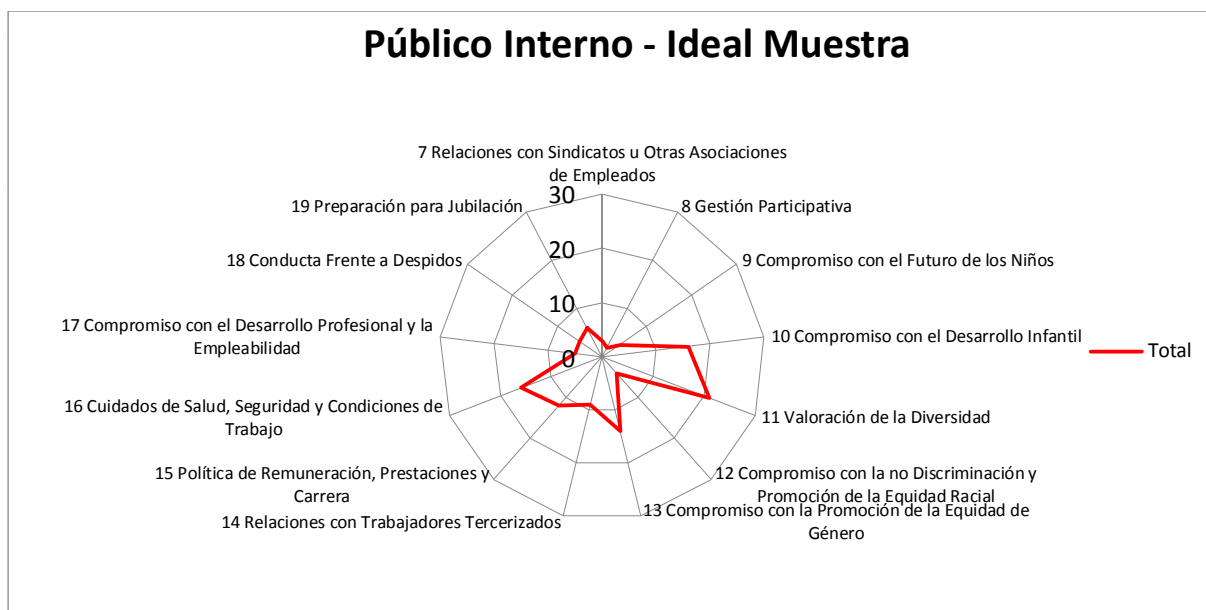 Público Interno - Ideal Muestra
7 Relaciones con Sindicatos u Otras Asociaciones
de Empleados
30
20
10
0
8 Gestión Participativa
9 Compromiso con el Futuro de los Niños
10 Compromiso con el Desarrollo Infantil
11 Valoración de la Diversidad
12 Compromiso con la no Discriminación y
Promoción de la Equidad Racial
13 Compromiso con la Promoción de la Equidad de
Género
14 Relaciones con Trabajadores Tercerizados
15 Política de Remuneración, Prestaciones y
Carrera
16 Cuidados de Salud, Seguridad y Condiciones de
Trabajo
17 Compromiso con el Desarrollo Profesional y la
Empleabilidad
18 Conducta Frente a Despidos
19 Preparación para Jubilación
Total